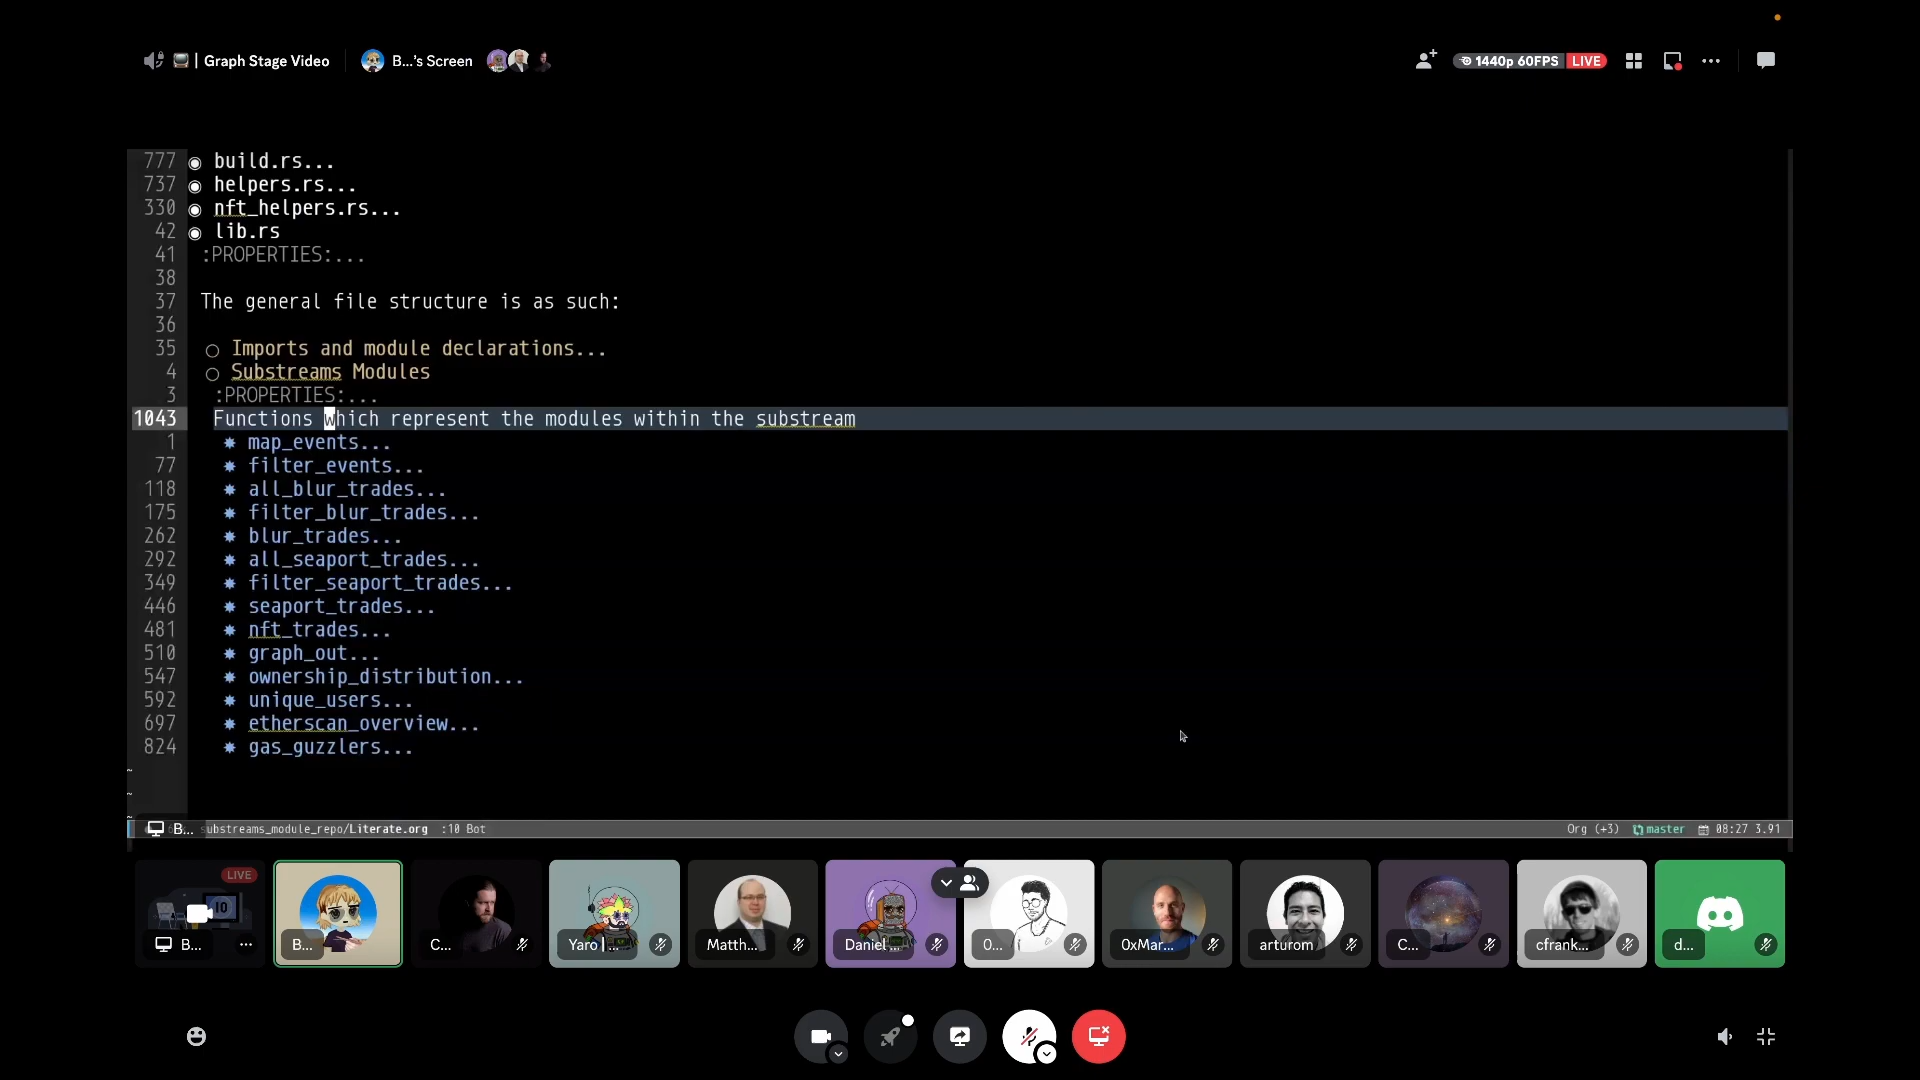 | Graph Stage Video
B...'s Screen
1440p 60FPS LIVE
777 build.rs...
737 helpers.rs...
330 nft_helpers.rs...
42 lib.rs
41 :PROPERTIES:...
38
37 The general file structure is as such:
36
35 Imports and module declarations...
4 Substreams Modules
3 :PROPERTIES:...
1043 Functions which represent the modules within the substream
1 map_events...
77 filter_events...
118 all_blur_trades...
175 filter_blur_trades...
262 blur_trades...
292 all_seaport_trades...
349 filter_seaport_trades...
446 seaport_trades...
481 nft_trades...
510 graph_out...
547 ownership_distribution...
592 unique_users...
697 etherscan_overview...
824 gas_guzzlers...
~
~
~
B... substreams_module_repo/Literate.org :10 Bot Org (+3) master 08:27 3.91
LIVE
10
B... B... C... Yaro |... Matth... Daniel ... 0... 0xMar... arturom C... cfrank... d...